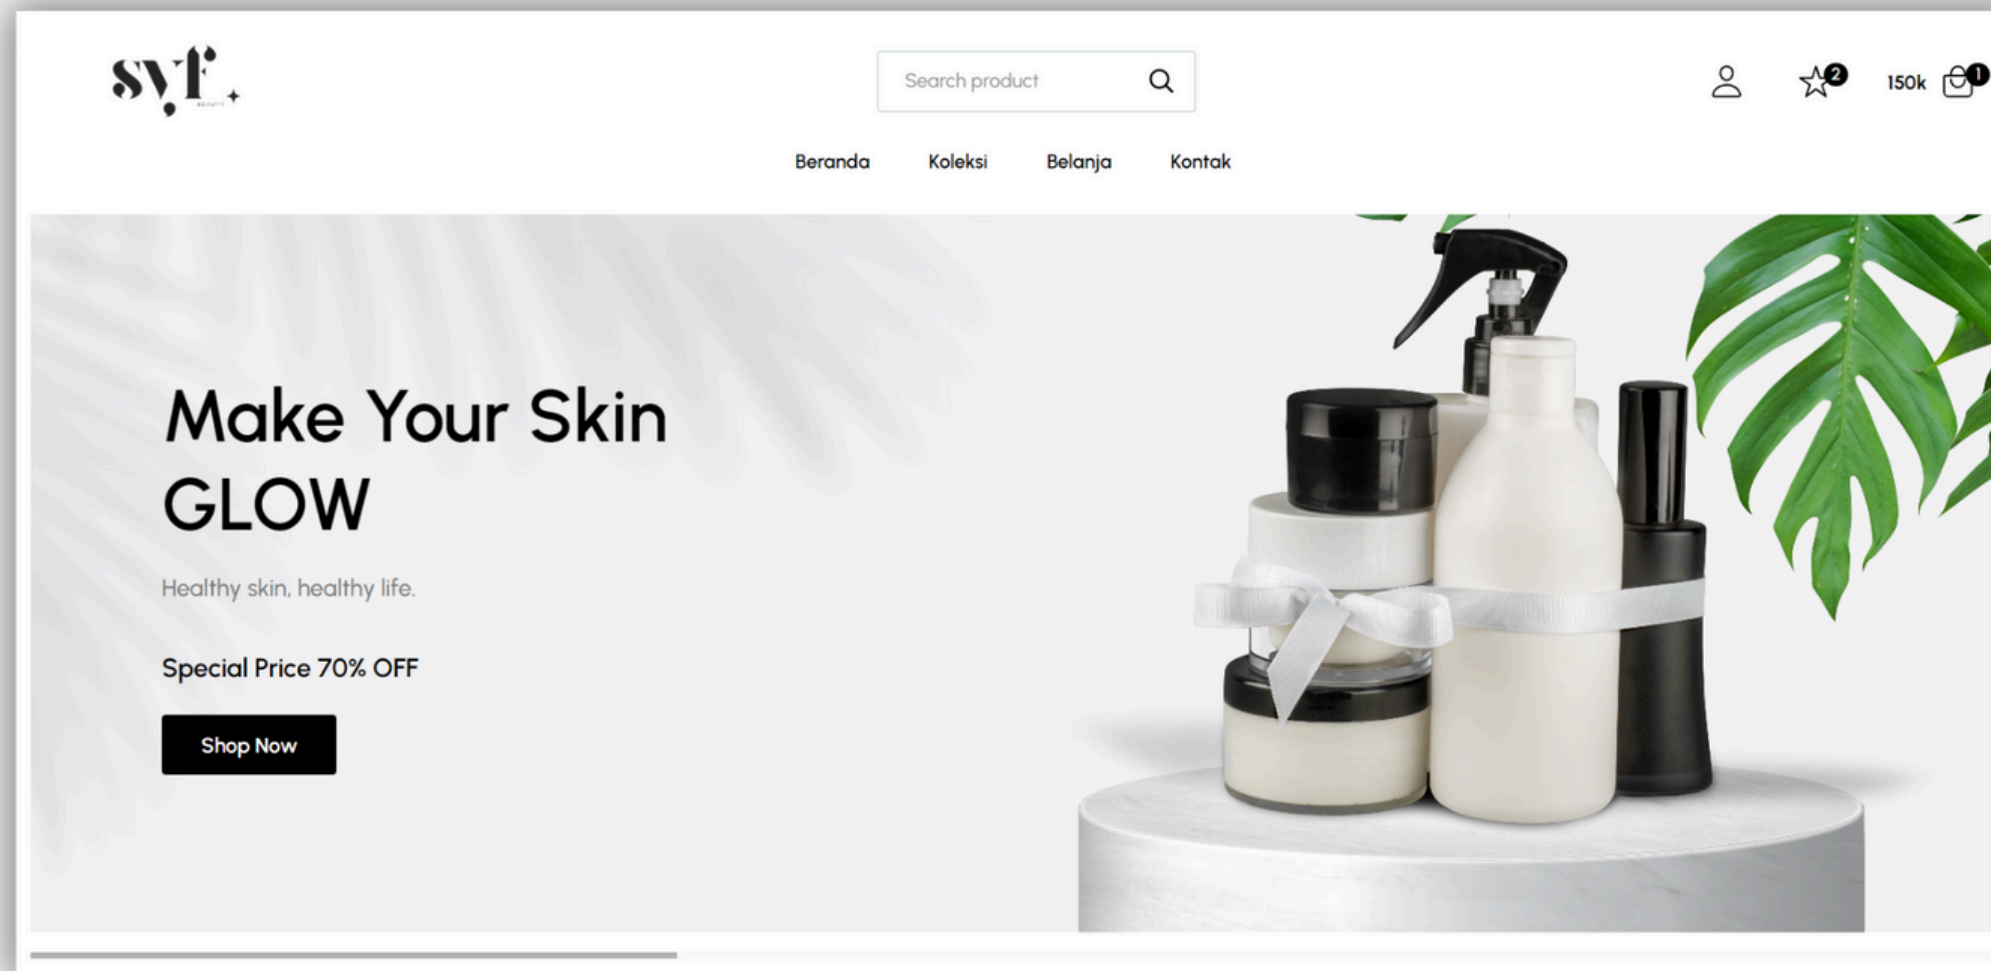 syf
BEAUTY
Search product
2
150k
1
Beranda Koleksi Belanja Kontak
Make Your Skin
GLOW
Healthy skin, healthy life.
Special Price 70% OFF
Shop Now